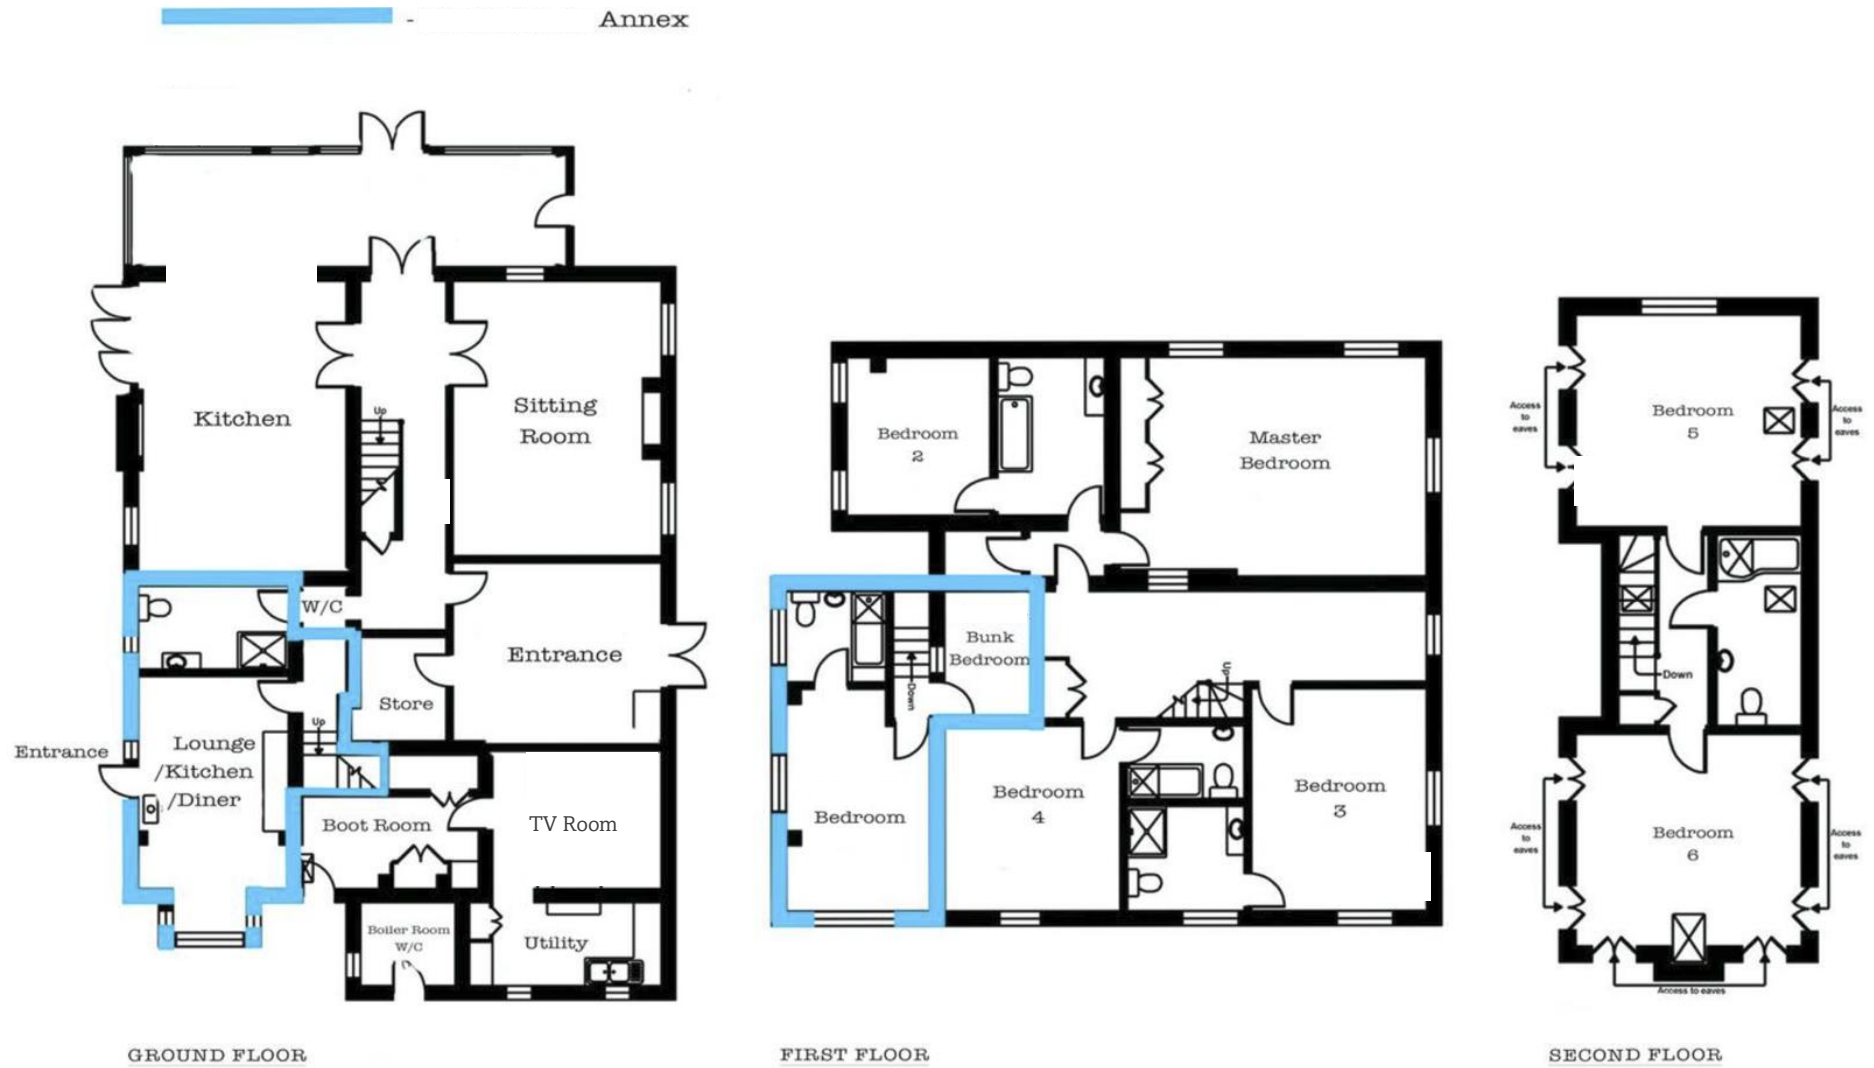 - Annex
Up
Kitchen
Sitting
Room
W/C
Entrance
Store
Up
Entrance
Lounge
/Kitchen
/Diner
Boot Room
TV Room
Boiler Room
W/C
Utility
GROUND FLOOR
Bedroom
2
Master
Bedroom
Bunk
Bedroom
Down
Up
Bedroom
Bedroom
4
Bedroom
3
FIRST FLOOR
Access
to
eaves
Bedroom
5
Access
to
eaves
Down
Access
to
eaves
Bedroom
6
Access
to
eaves
Access to eaves
SECOND FLOOR